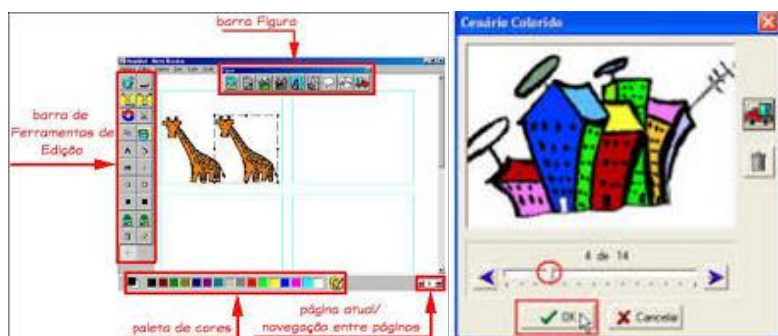 barra Figura
Cenário Colorido
barra de
Ferramentas de
Edição
4 de 14
OK
Cancelar
paleta de cores
página atual/
navegação entre páginas